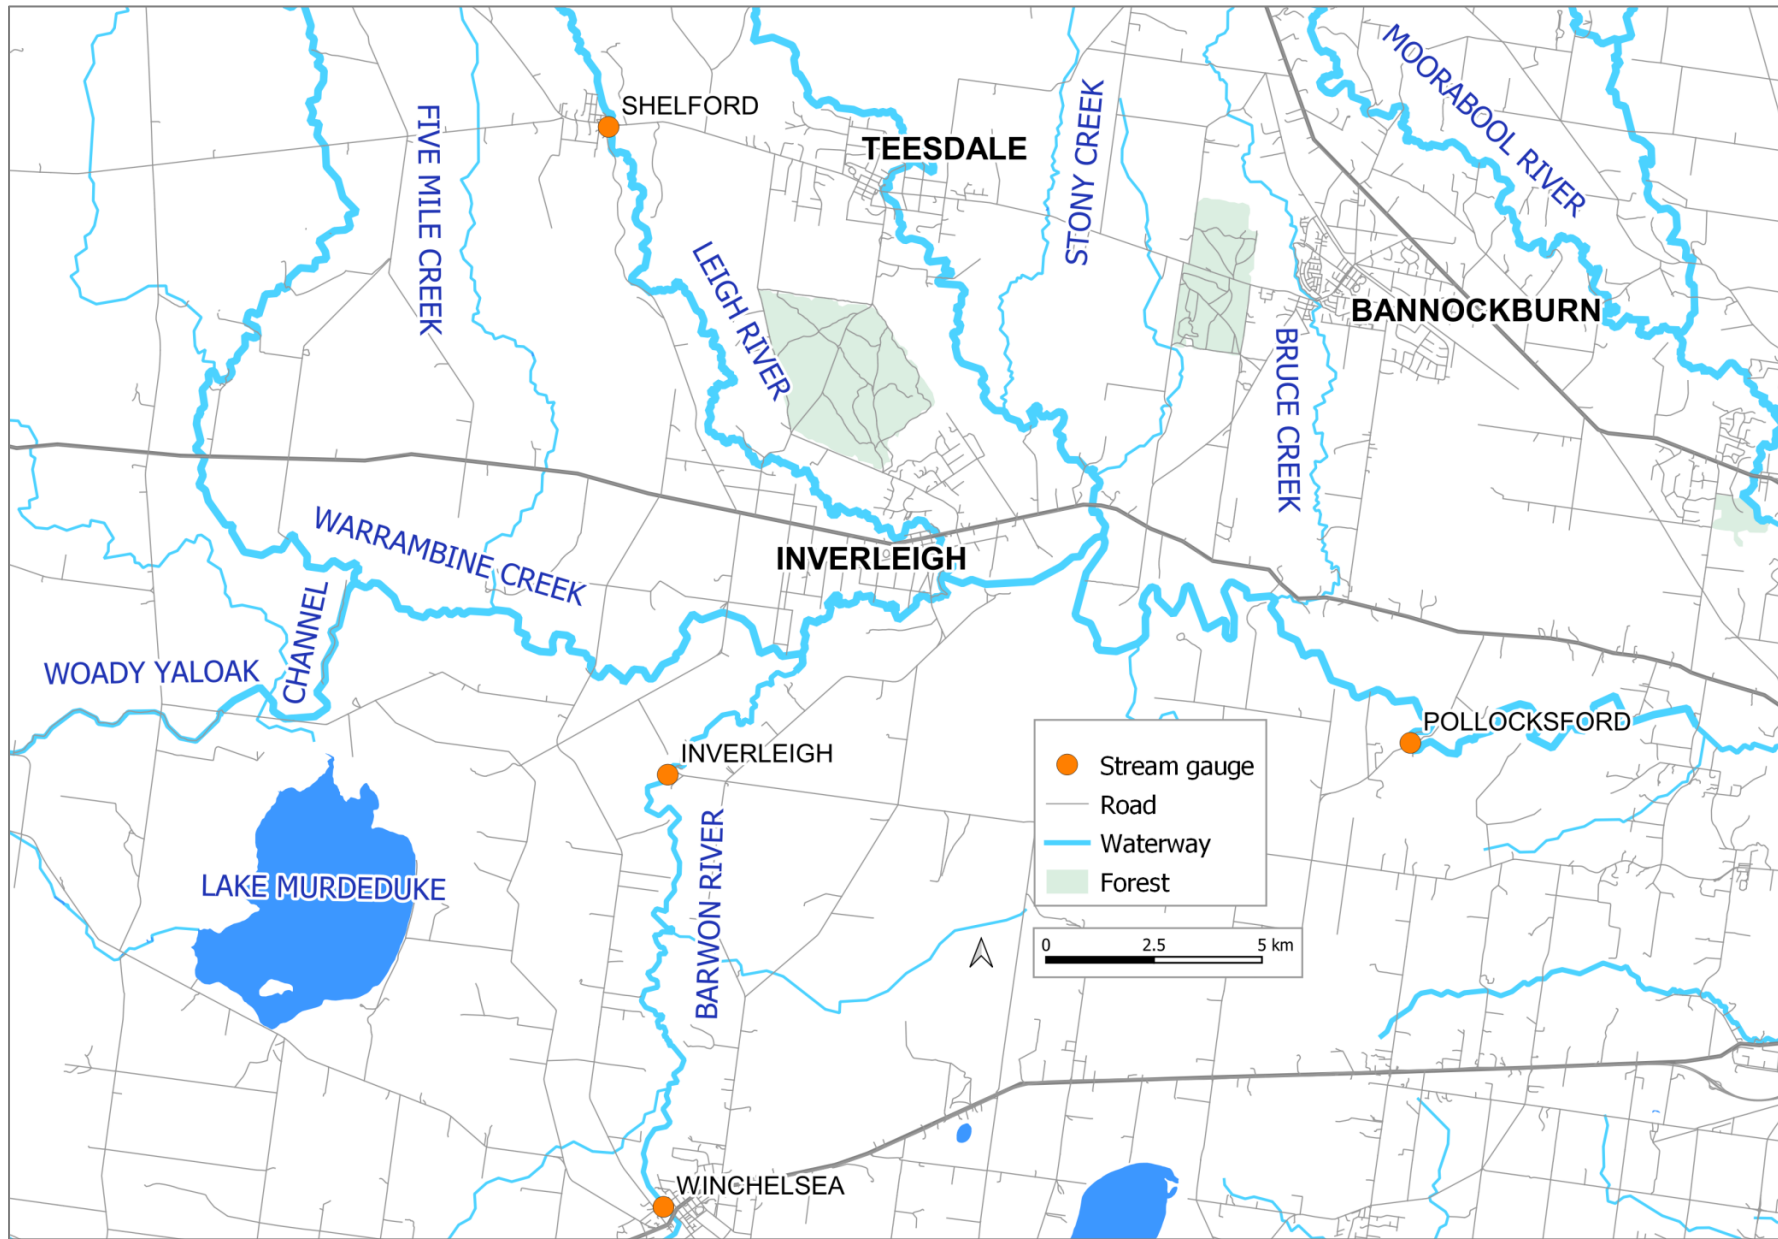 SHELFORD
FIVE MILE CREEK
TEESDALE
STONY CREEK
MOORABOOL RIVER
LEIGH RIVER
BANNOCKBURN
BRUCE CREEK
WARRAMBINE CREEK
INVERLEIGH
CHANNEL
WOADY YALOAK
POLLOCKSFORD
INVERLEIGH
BARWON RIVER
LAKE MURDEDUKE
Stream gauge
Road
Waterway
Forest
0 2.5 5 km
WINCHELSEA